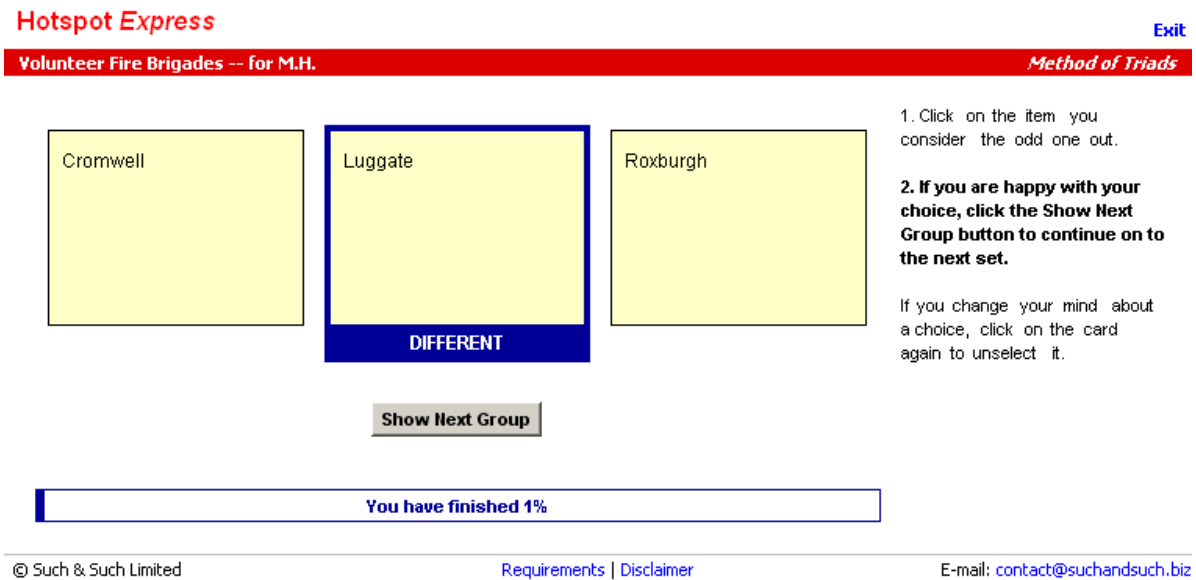 Hotspot Express
Exit
Volunteer Fire Brigades -- for M.H.
Method of Triads
Cromwell
Luggate
Roxburgh
DIFFERENT
1. Click on the item you
consider the odd one out.
2. If you are happy with your
choice, click the Show Next
Group button to continue on to
the next set.
If you change your mind about
a choice, click on the card
again to unselect it.
Show Next Group
You have finished 1%
© Such & Such Limited
Requirements | Disclaimer
E-mail: contact@suchandsuch.biz